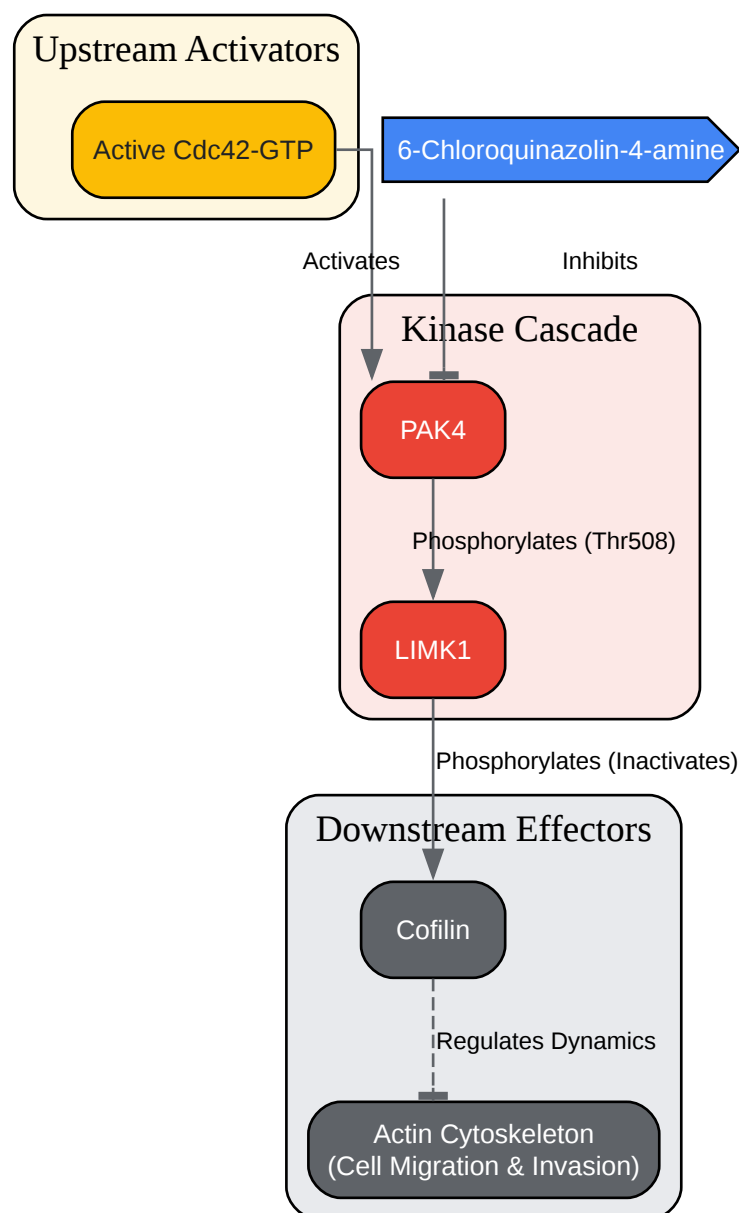 Upstream Activators
Active Cdc42-GTP
6-Chloroquinazolin-4-amine
Activates
Inhibits
Kinase Cascade
PAK4
Phosphorylates (Thr508)
LIMK1
Phosphorylates (Inactivates)
Downstream Effectors
Cofilin
Regulates Dynamics
Actin Cytoskeleton
(Cell Migration & Invasion)